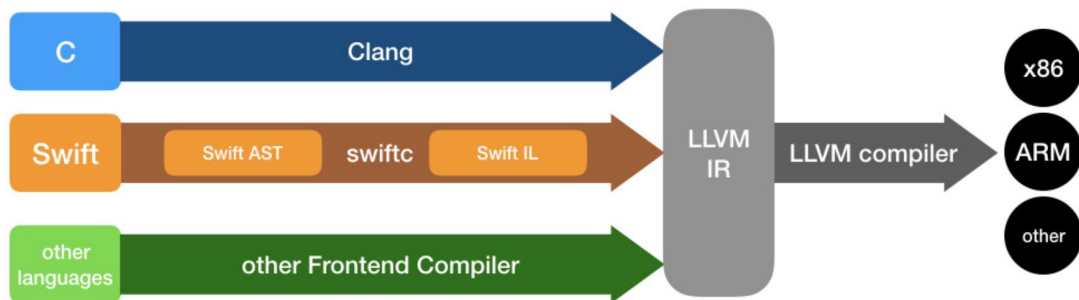 C
Clang
Swift
Swift AST
swiftc
Swift IL
other
languages
other Frontend Compiler
LLVM
IR
LLVM compiler
x86
ARM
other